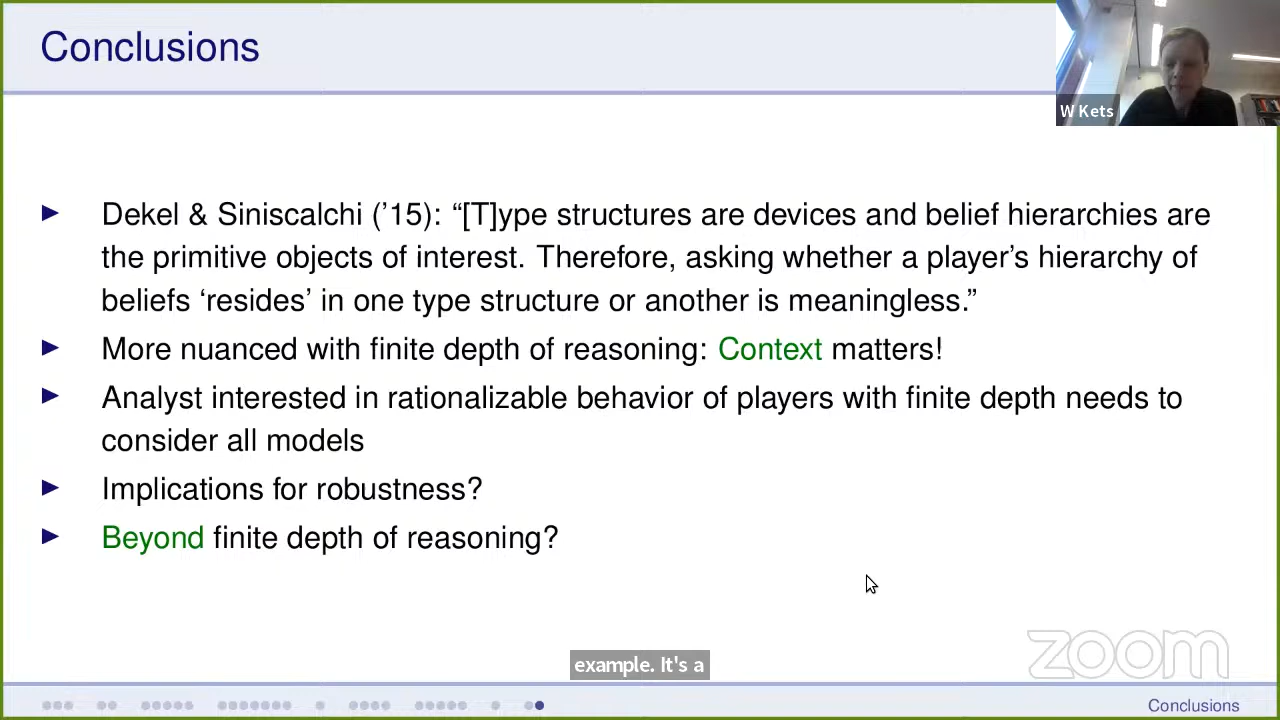 Conclusions
W Kets
▶ Dekel & Siniscalchi (’15): “[T]ype structures are devices and belief hierarchies are
the primitive objects of interest. Therefore, asking whether a player’s hierarchy of
beliefs ‘resides’ in one type structure or another is meaningless.”
▶ More nuanced with finite depth of reasoning: Context matters!
▶ Analyst interested in rationalizable behavior of players with finite depth needs to
consider all models
▶ Implications for robustness?
▶ Beyond finite depth of reasoning?
zoom
example. It's a
Conclusions